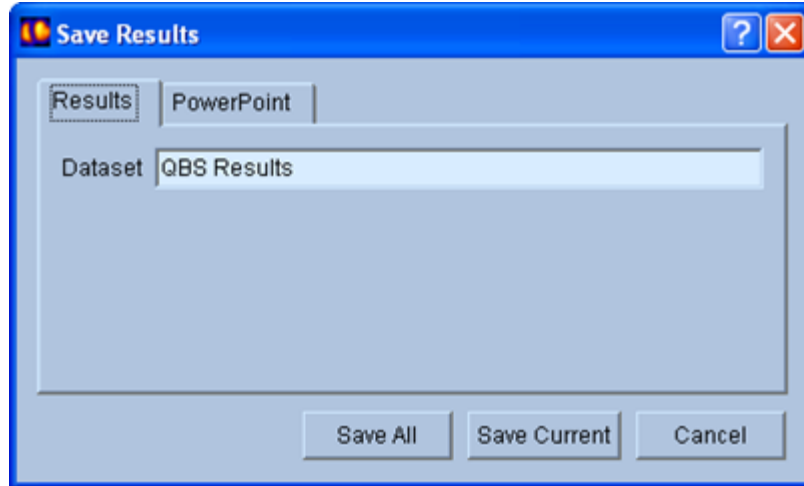 Save Results
Results PowerPoint
Dataset QBS Results
Save All Save Current Cancel